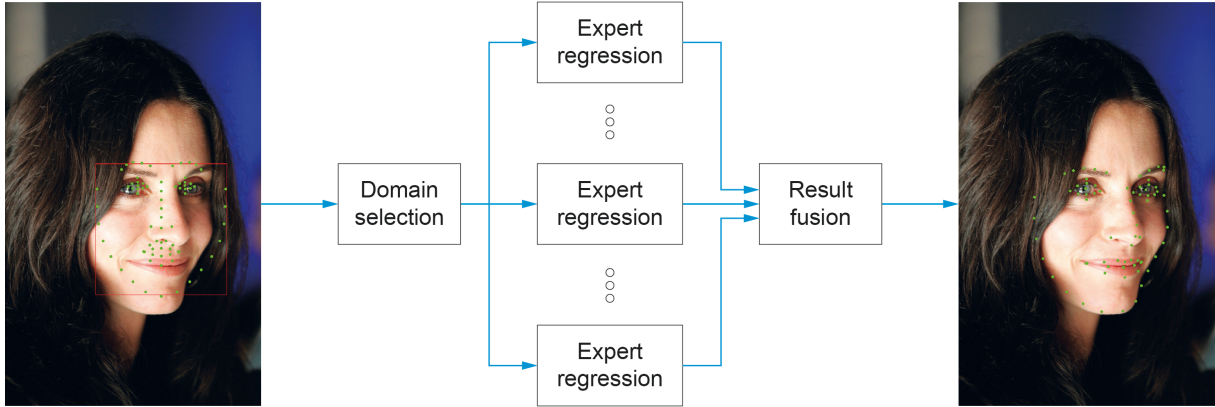 Expert
regression
Domain
selection
Expert
regression
Result
fusion
Expert
regression